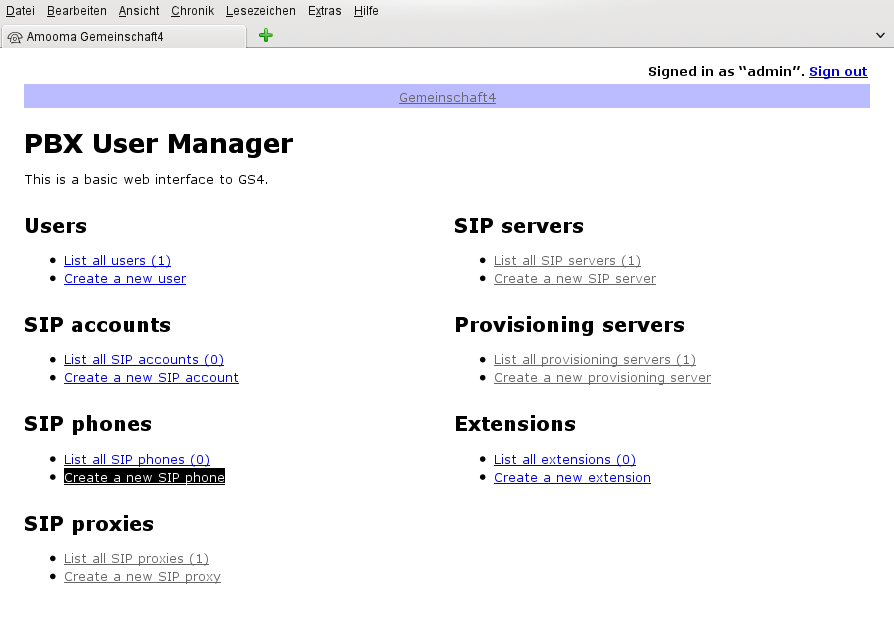 Datei Bearbeiten Ansicht Chronik Lesezeichen Extras Hilfe
Amooma Gemeinschaft4
Signed in as “admin”. Sign out
Gemeinschaft4
PBX User Manager
This is a basic web interface to GS4.
Users
List all users (1)
Create a new user
SIP accounts
List all SIP accounts (0)
Create a new SIP account
SIP phones
List all SIP phones (0)
Create a new SIP phone
SIP proxies
List all SIP proxies (1)
Create a new SIP proxy
SIP servers
List all SIP servers (1)
Create a new SIP server
Provisioning servers
List all provisioning servers (1)
Create a new provisioning server
Extensions
List all extensions (0)
Create a new extension